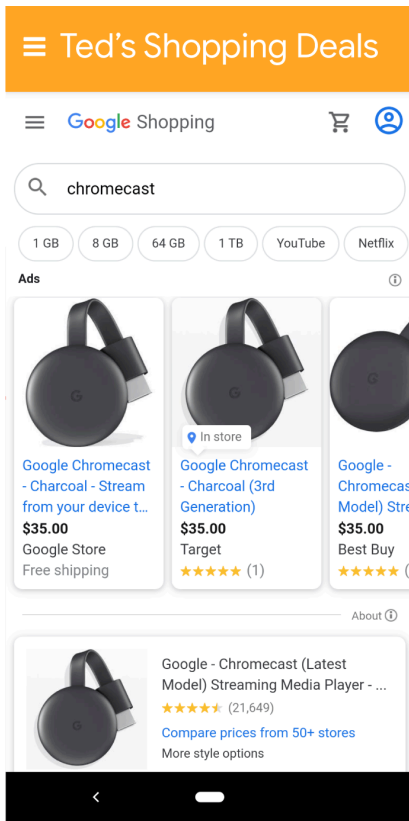 Ted's Shopping Deals
Google Shopping
chromecast
1 GB
8 GB
64 GB
1 TB
YouTube
Netflix
Ads
In store
Google Chromecast
- Charcoal - Stream
from your device t...
$35.00
Google Store
Free shipping
Google Chromecast
- Charcoal (3rd
Generation)
$35.00
Target
(1)
Google -
Chromecas
Model) Stre
$35.00
Best Buy
(
About
Google - Chromecast (Latest
Model) Streaming Media Player - ...
(21,649)
Compare prices from 50+ stores
More style options